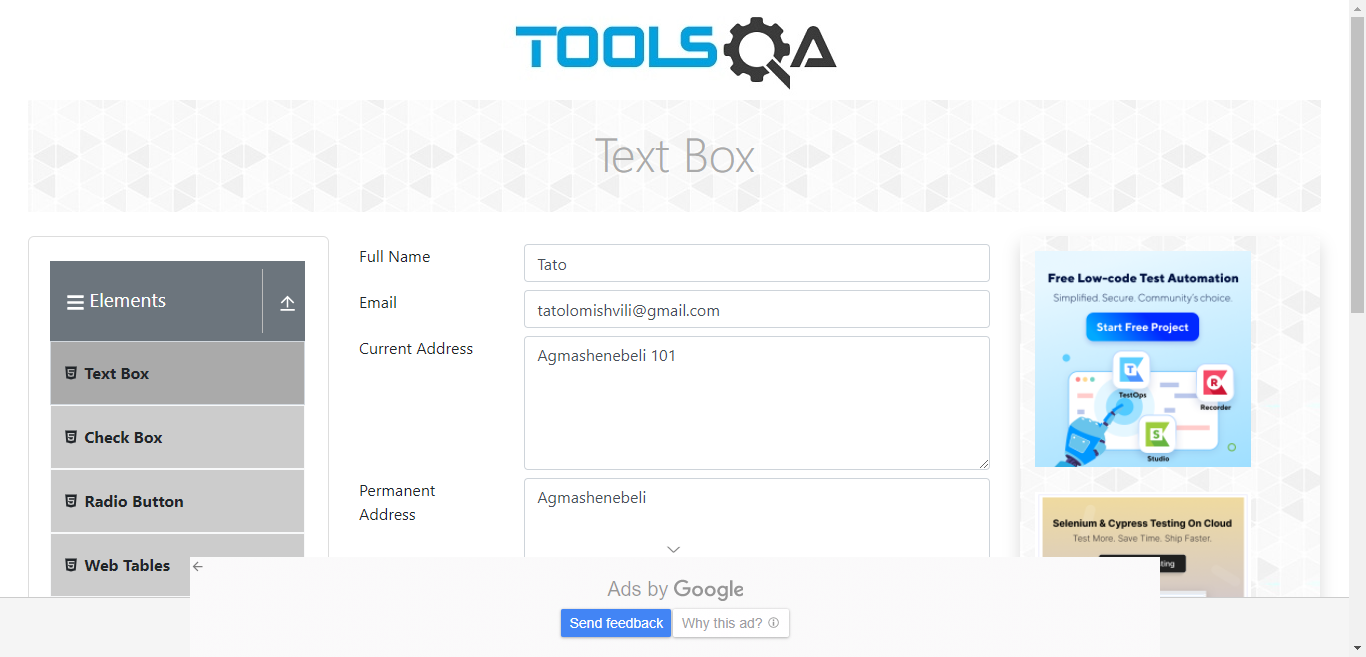 TOOLSQA
Text Box
Elements
Text Box
Check Box
Radio Button
Web Tables
Full Name
Tato
Email
tatolomishvili@gmail.com
Current Address
Agmashenebeli 101
Permanent
Address
Agmashenebeli
Free Low-code Test Automation
Simplified. Secure. Community's choice.
Start Free Project
T
TestOps
R
Recorder
S
Studio
Selenium & Cypress Testing On Cloud
Test More. Save Time. Ship Faster.
Ads by Google
Send feedback
Why this ad?